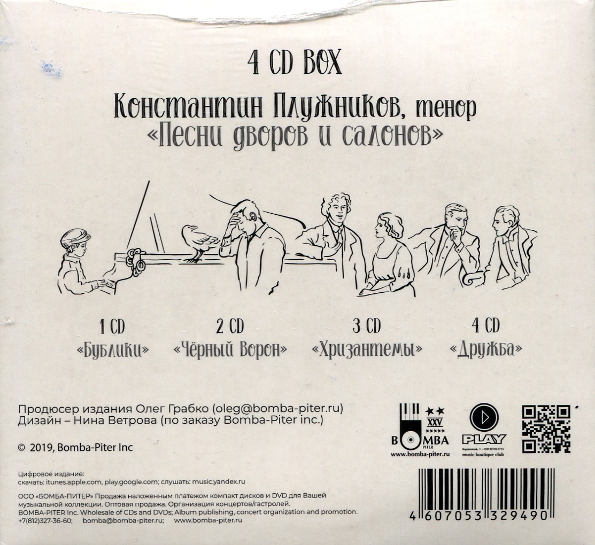 4 CD BOX
Константин Плужников, тенор
«Песни дворов и салонов»
1 CD
«Бублики»
2 CD
«Чёрный Ворон»
3 CD
«Хризантемы»
4 CD
«Дружба»
Продюсер издания Олег Грабко (oleg@bomba-piter.ru)
Дизайн – Нина Ветрова (по заказу Bomba-Piter inc.)
© 2019, Bomba-Piter Inc
XXV
BOMBA
PITER
www.bomba-piter.ru
PLAY
music boutique club
Цифровое издание:
скачать: itunes.apple.com, play.google.com; слушать: music.yandex.ru
ООО «БОМБА-ПИТЕР» Продажа наложенным платежом компакт дисков и DVD для Вашей
музыкальной коллекции. Оптовая продажа. Организация концертов/гастролей.
BOMBA-PITER Inc. Wholesale of CDs and DVDs; Album publishing, concert organization and promotion.
+7(812)327-36-60; bomba@bomba-piter.ru; www.bomba-piter.ru
4 607053 329490